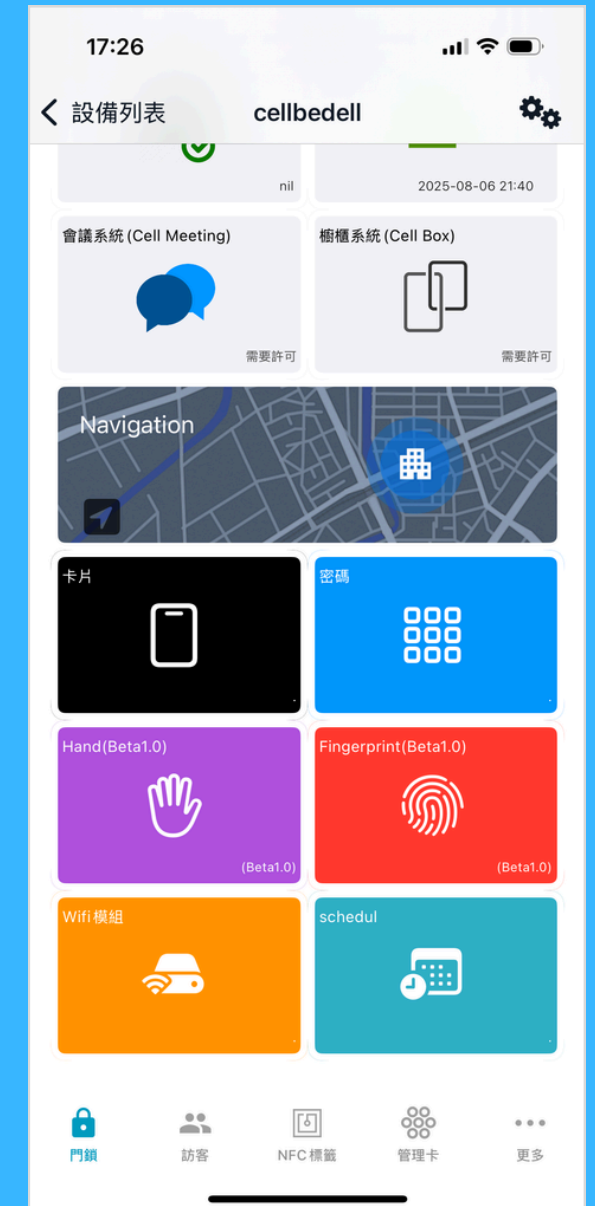 17:26
設備列表
cellbedell
nil
2025-08-06 21:40
會議系統 (Cell Meeting)
櫥櫃系統 (Cell Box)
需要許可
需要許可
Navigation
卡片
密碼
.
.
Hand(Beta1.0)
Fingerprint(Beta1.0)
(Beta1.0)
(Beta1.0)
Wifi 模組
schedul
.
.
門鎖
訪客
NFC 標籤
管理卡
更多